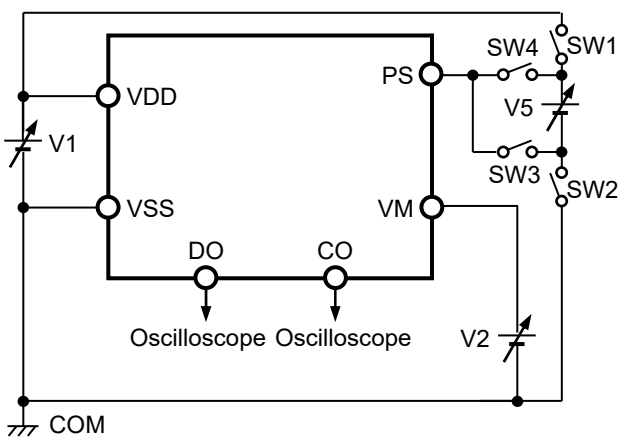 SW1
SW4
PS
VDD
V5
V1
SW3
SW2
VSS
VM
DO
CO
Oscilloscope
Oscilloscope
V2
COM